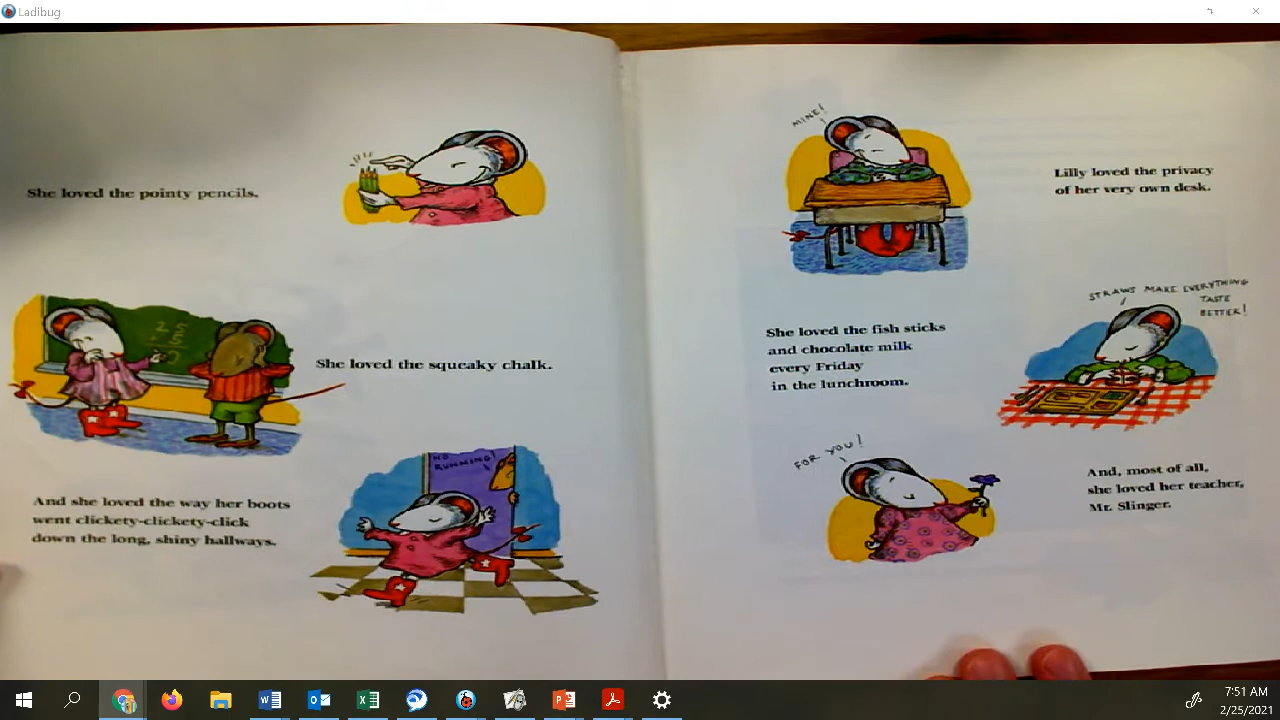 Ladibug
She loved the pointy pencils.
She loved the squeaky chalk.
NO
RUNNING!
And she loved the way her boots
went clickety-clickety-click
down the long, shiny hallways.
MINE!
Lilly loved the privacy
of her very own desk.
STRAWS MAKE EVERYTHING
TASTE
BETTER!
She loved the fish sticks
and chocolate milk
every Friday
in the lunchroom.
FOR YOU!
And, most of all,
she loved her teacher,
Mr. Slinger.
7:51 AM
2/25/2021